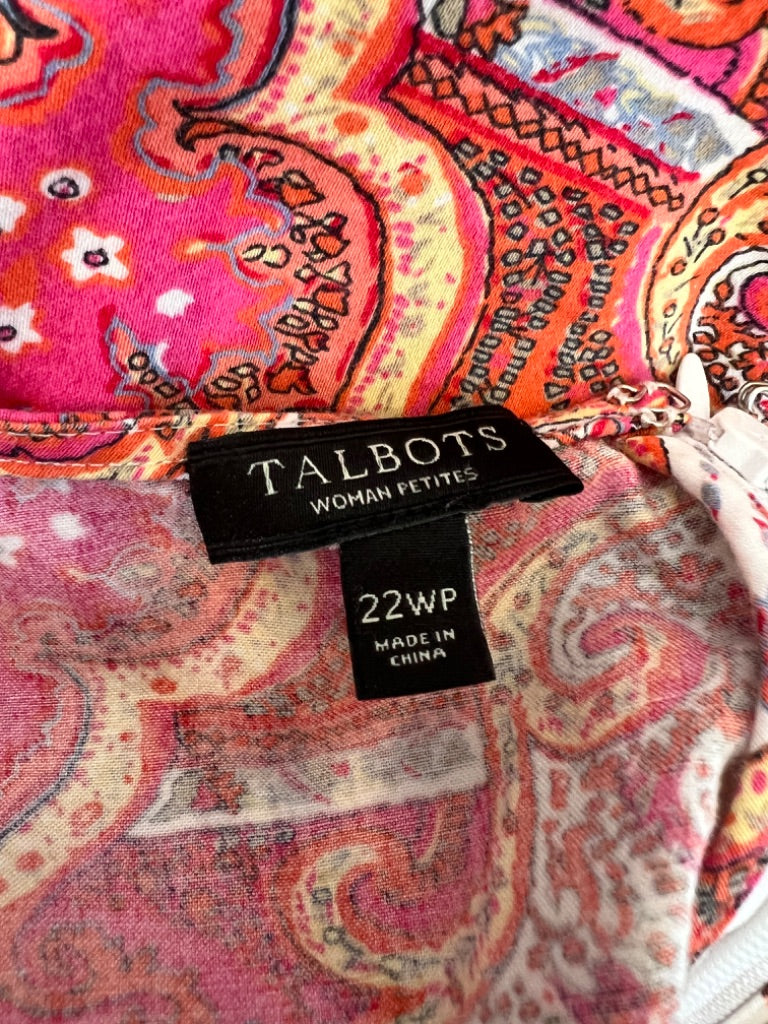 TALBOTS
WOMAN PETITES
22WP
MADE IN
CHINA